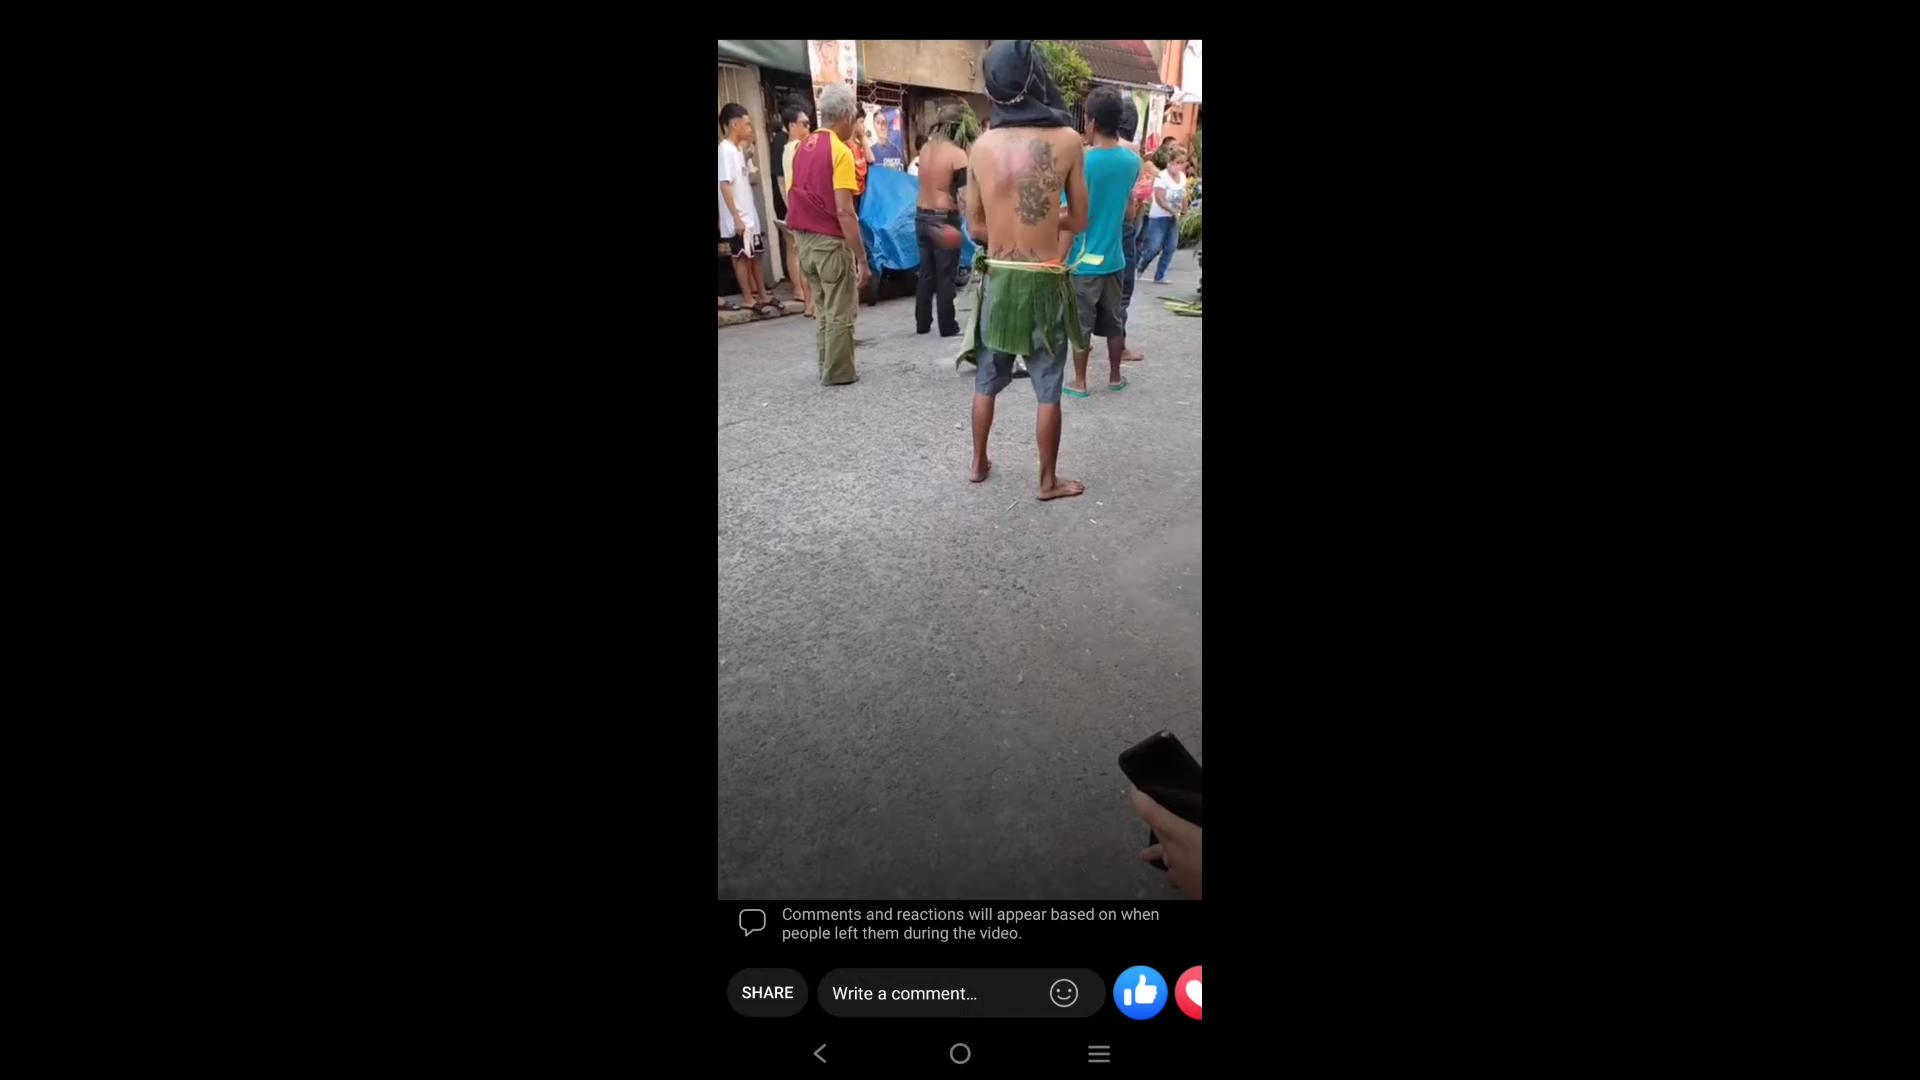 Comments and reactions will appear based on when
people left them during the video.
SHARE
Write a comment...